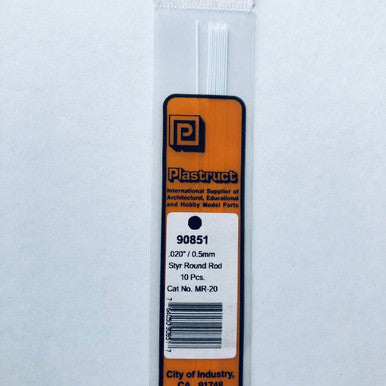 P
Plastruct
International Supplier of
Architectural, Educational
and Hobby Model Parts
90851
.020" / 0.5mm
Styr Round Rod
10 Pcs.
Cat No. MR-20
City of Industry,
CA 91748